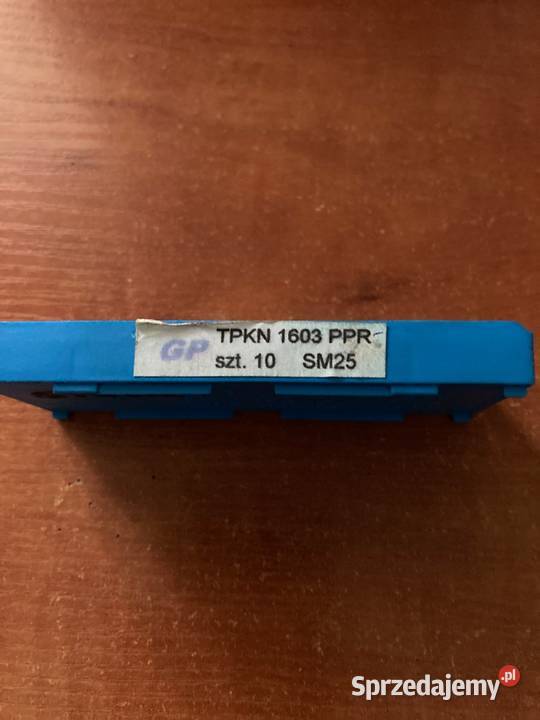 GP TPKN 1603 PPR
szt. 10 SM25
Sprzedajemy.pl